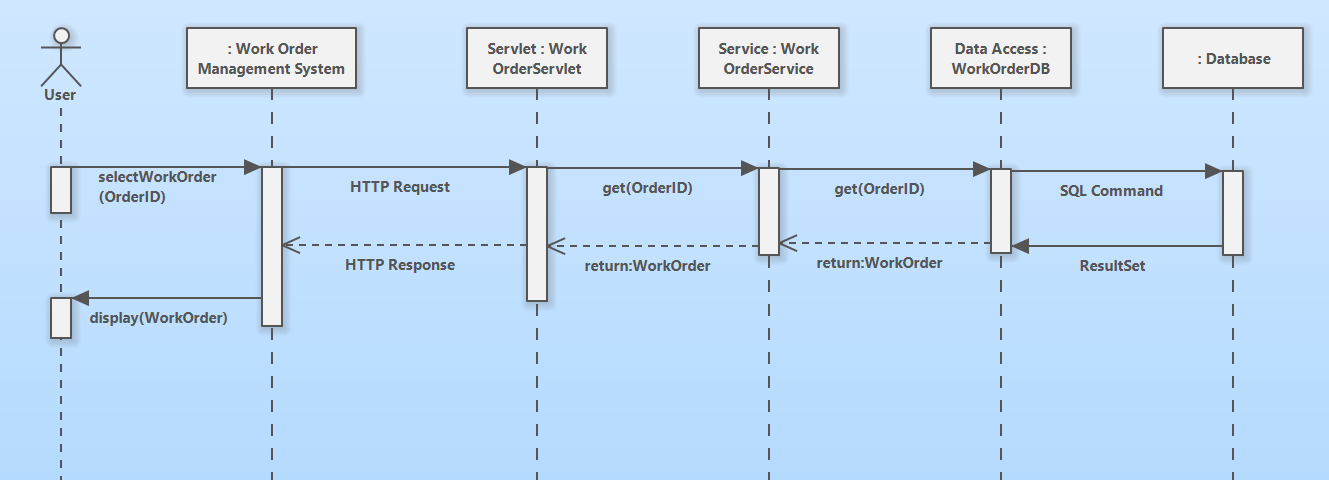 : Work Order
Management System
Servlet : Work
OrderServlet
Service : Work
OrderService
Data Access :
WorkOrderDB
: Database
User
selectWorkOrder
(OrderID)
HTTP Request
get(OrderID)
get(OrderID)
SQL Command
HTTP Response
return:WorkOrder
return:WorkOrder
ResultSet
display(WorkOrder)